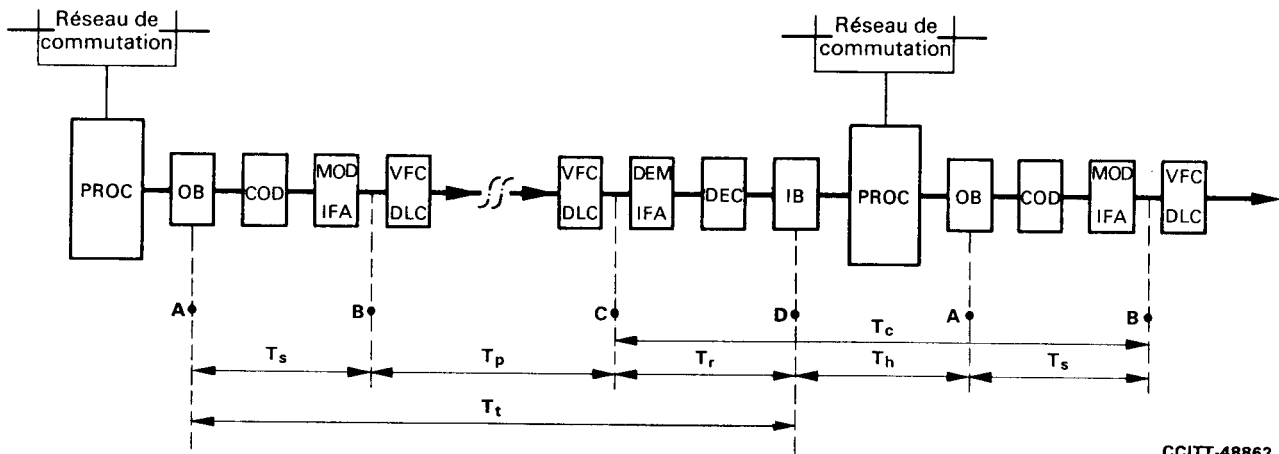 Réseau de
commutation
Réseau de
commutation
PROC
OB
COD
MOD
IFA
VFC
DLC
VFC
DLC
DEM
IFA
DEC
IB
PROC
OB
COD
MOD
IFA
VFC
DLC
A
B
C
D
A
B
Tc
Ts
Tp
Tr
Th
Ts
Tt
CCITT-48862